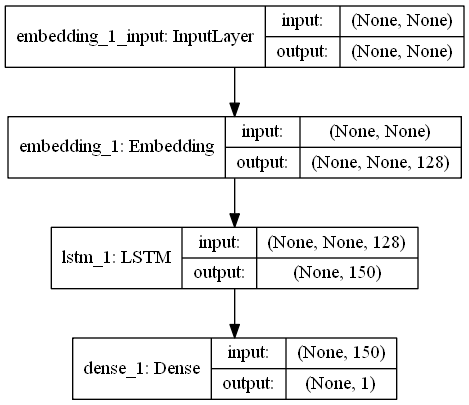 embedding_1_input: InputLayer
input: (None, None)
output: (None, None)
embedding_1: Embedding
input: (None, None)
output: (None, None, 128)
lstm_1: LSTM
input: (None, None, 128)
output: (None, 150)
dense_1: Dense
input: (None, 150)
output: (None, 1)